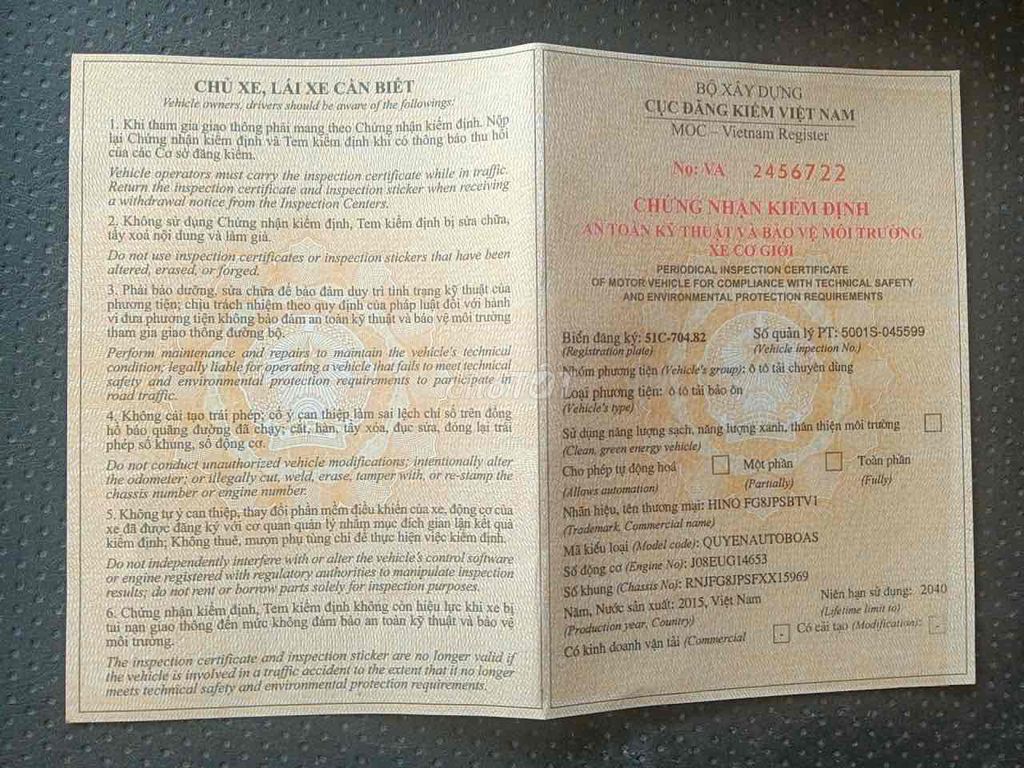 CHỦ XE, LÁI XE CẦN BIẾT
Vehicle owners, drivers should be aware of the followings:
1. Khi tham gia giao thông phải mang theo Chứng nhận kiểm định. Nộp
lại Chứng nhận kiểm định và Tem kiểm định khi có thông báo thu hồi
của các Cơ sở đăng kiểm.
Vehicle operators must carry the inspection certificate while in traffic.
Return the inspection certificate and inspection sticker when receiving
a withdrawal notice from the Inspection Centers.
2. Không sử dụng Chứng nhận kiểm định, Tem kiểm định bị sửa chữa,
tẩy xoá nội dung và làm giả.
Do not use inspection certificates or inspection stickers that have been
altered, erased, or forged.
3. Phải bảo dưỡng, sửa chữa để bảo đảm duy trì tình trạng kỹ thuật của
phương tiện; chịu trách nhiệm theo quy định của pháp luật đối với hành
vi đưa phương tiện không bảo đảm an toàn kỹ thuật và bảo vệ môi trường
tham gia giao thông đường bộ.
Perform maintenance and repairs to maintain the vehicle's technical
condition; legally liable for operating a vehicle that fails to meet technical
safety and environmental protection requirements to participate in
road traffic.
4. Không cải tạo trái phép; cố ý can thiệp làm sai lệch chỉ số trên đồng
hồ báo quãng đường đã chạy; cắt, hàn, tẩy xóa, đục sửa, đóng lại trái
phép số khung, số động cơ.
Do not conduct unauthorized vehicle modifications; intentionally alter
the odometer; or illegally cut, weld, erase, tamper with, or re-stamp the
chassis number or engine number.
5. Không tự ý can thiệp, thay đổi phần mềm điều khiển của xe, động cơ của
xe đã được đăng ký với cơ quan quản lý nhằm mục đích gian lận kết quả
kiểm định; Không thuê, mượn phụ tùng chỉ để thực hiện việc kiểm định.
Do not independently interfere with or alter the vehicle's control software
or engine registered with regulatory authorities to manipulate inspection
results; do not rent or borrow parts solely for inspection purposes.
6. Chứng nhận kiểm định, Tem kiểm định không còn hiệu lực khi xe bị
tai nạn giao thông đến mức không đảm bảo an toàn kỹ thuật và bảo vệ
môi trường.
The inspection certificate and inspection sticker are no longer valid if
the vehicle is involved in a traffic accident to the extent that it no longer
meets technical safety and environmental protection requirements.
BỘ XÂY DỰNG
CỤC ĐĂNG KIỂM VIỆT NAM
MOC – Vietnam Register
No: VA 2456722
CHỨNG NHẬN KIỂM ĐỊNH
AN TOÀN KỸ THUẬT VÀ BẢO VỆ MÔI TRƯỜNG
XE CƠ GIỚI
PERIODICAL INSPECTION CERTIFICATE
OF MOTOR VEHICLE FOR COMPLIANCE WITH TECHNICAL SAFETY
AND ENVIRONMENTAL PROTECTION REQUIREMENTS
Biển đăng ký: 51C-704.82 Số quản lý PT: 5001S-045599
(Registration plate) (Vehicle inpection No.)
Nhóm phương tiện (Vehicle's group): ô tô tải chuyên dùng
Loại phương tiện: ô tô tải bảo ôn
(Vehicle's type)
Sử dụng năng lượng sạch, năng lượng xanh, thân thiện môi trường
(Clean, green energy vehicle)
Cho phép tự động hoá Một phần Toàn phần
(Allows automation) (Partially) (Fully)
Nhãn hiệu, tên thương mại: HINO FG8JPSBTV1
(Trademark, Commercial name)
Mã kiểu loại (Model code): QUYENAUTOBOAS
Số động cơ (Engine No): J08EUG14653
Số khung (Chassis No): RNJFG8JPSFXX15969
Năm, Nước sản xuất: 2015, Việt Nam Niên hạn sử dụng: 2040
(Production year, Country) (Lifetime limit to)
Có kinh doanh vận tải (Commercial - Có cải tạo (Modification): -